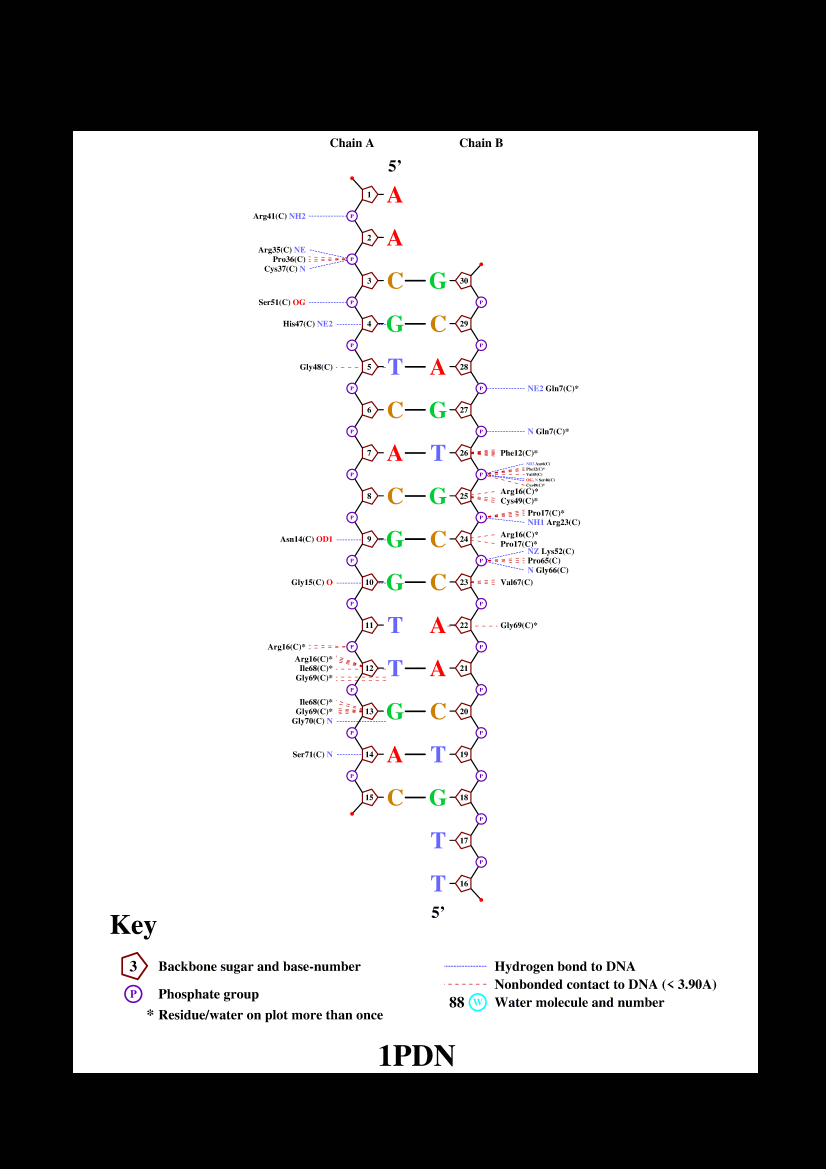 Chain A Chain B
5'
1 A
Arg41(C) NH2 P
2 A
Arg35(C) NE
Pro36(C) P
Cys37(C) N
3 C G 30
Ser51(C) OG P P
His47(C) NE2 4 G C 29
P P
Gly48(C) 5 T A 28
P P NE2 Gln7(C)*
6 C G 27
P P N Gln7(C)*
7 A T 26 Phe12(C)*
P P
Phe12(C)*
8 C G 25 Arg16(C)*
Cys49(C)*
P P Pro17(C)*
NH1 Arg23(C)
Asn14(C) OD1 9 G C 24 Arg16(C)*
Pro17(C)*
P P NZ Lys52(C)
Pro65(C)
N Gly66(C)
Gly15(C) O 10 G C 23 Val67(C)
P P
11 T A 22 Gly69(C)*
Arg16(C)* P P
Arg16(C)*
Ile68(C)* 12 T A 21
Gly69(C)*
P P
Ile68(C)*
Gly69(C)* 13 G C 20
Gly70(C) N
P P
Ser71(C) N 14 A T 19
P P
15 C G 18
P
T 17
P
T 16
5'
Key
3 Backbone sugar and base-number
P Phosphate group
* Residue/water on plot more than once
Hydrogen bond to DNA
Nonbonded contact to DNA (< 3.90A)
88 W Water molecule and number
1PDN